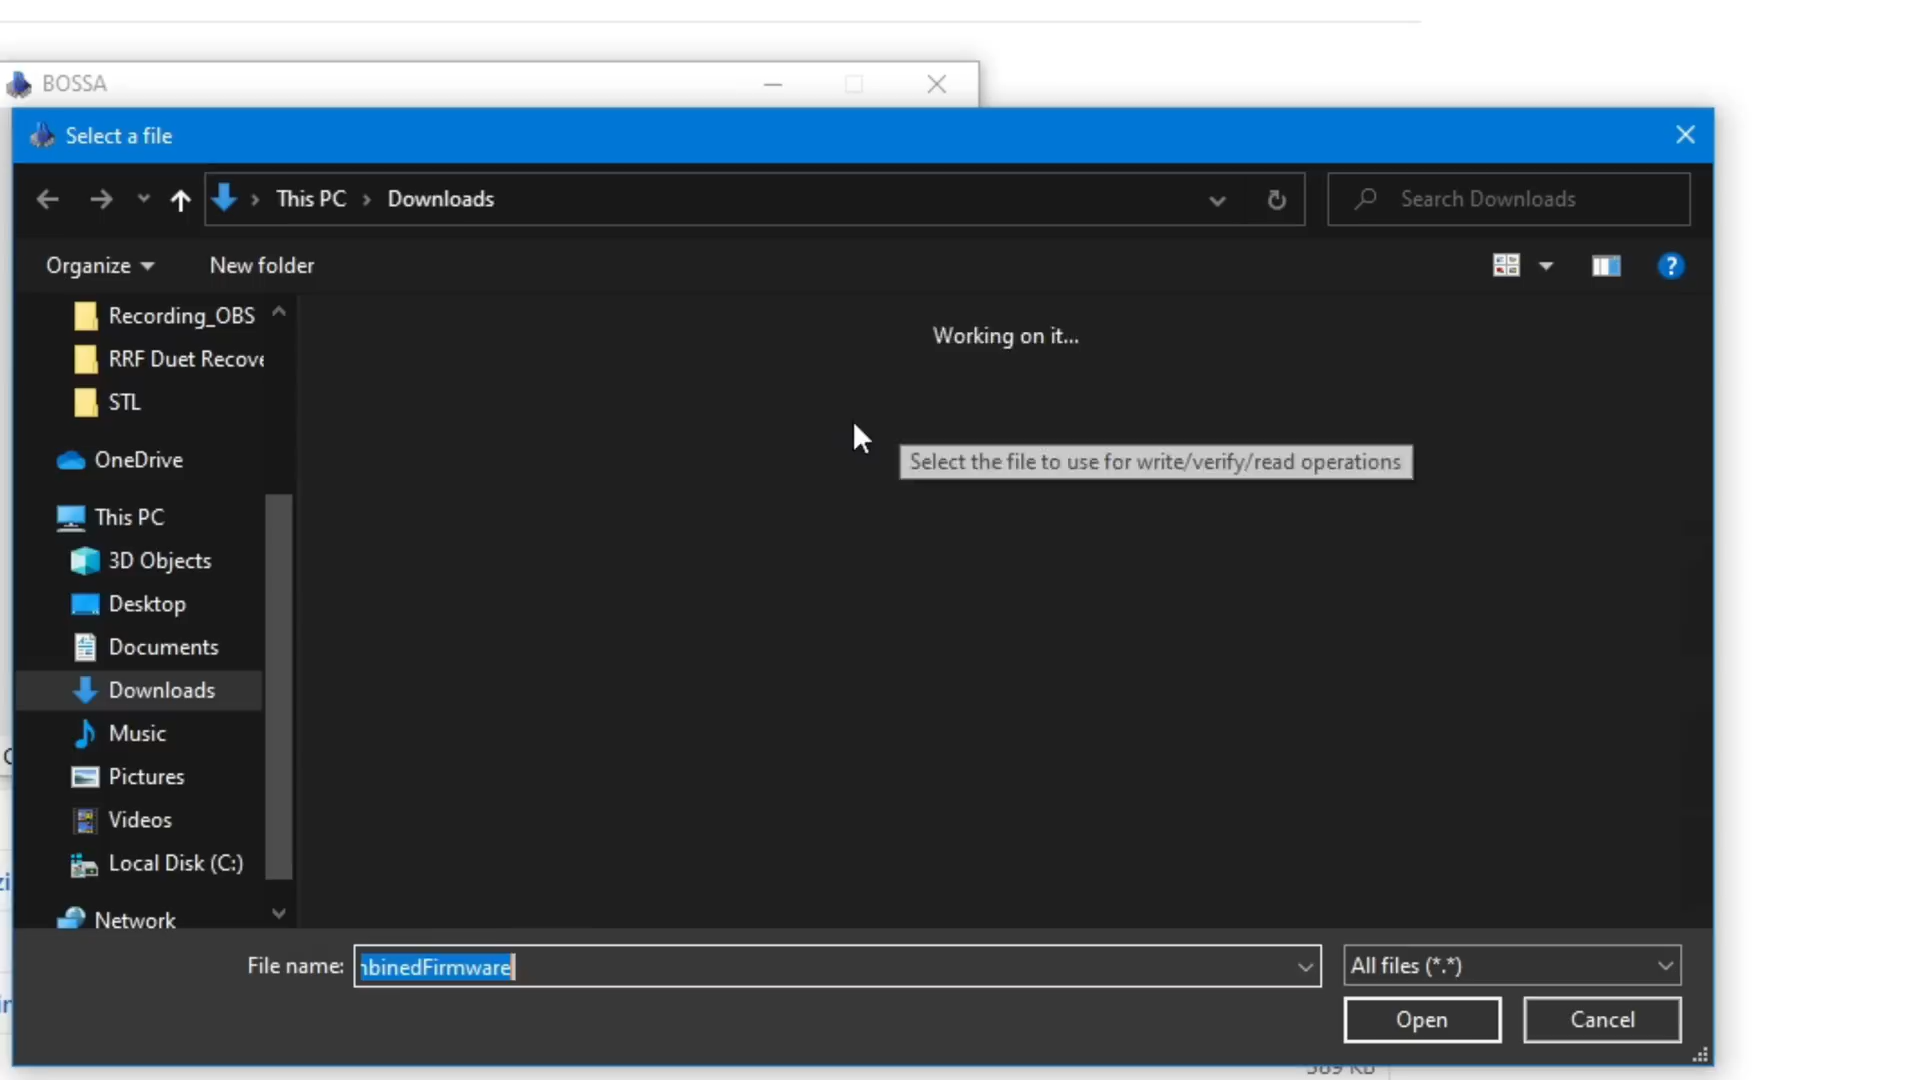 BOSSA
Select a file
This PC > Downloads
Search Downloads
Organize
New folder
Recording_OBS
RRF Duet Recove
STL
OneDrive
This PC
3D Objects
Desktop
Documents
Downloads
Music
Pictures
Videos
Local Disk (C:)
Network
Working on it...
Select the file to use for write/verify/read operations
File name:
nbinedFirmware
All files (*.*)
Open
Cancel